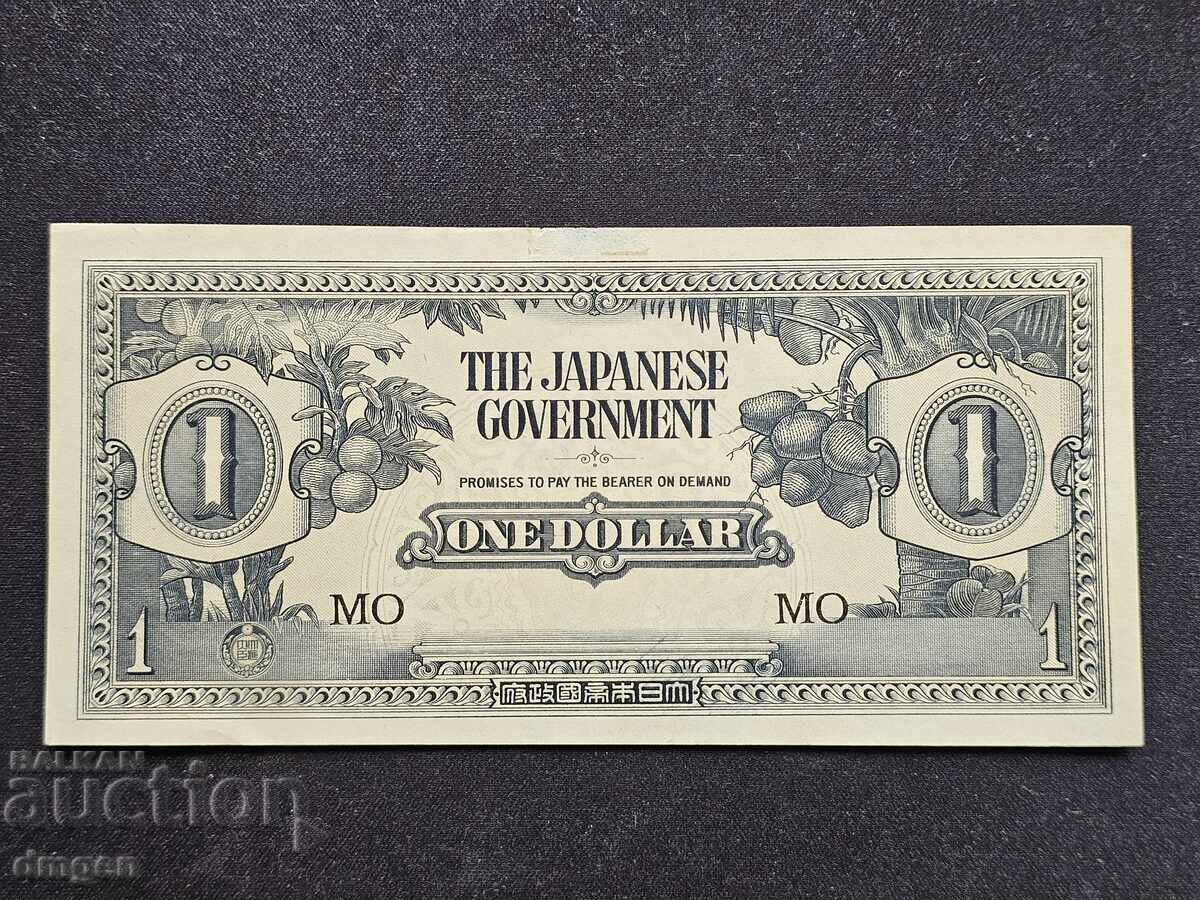 THE JAPANESE
GOVERNMENT
PROMISES TO PAY THE BEARER ON DEMAND
ONE DOLLAR
1
1
MO
MO
1
1
府政國帝本日大
BALKAN
auction
dmgen